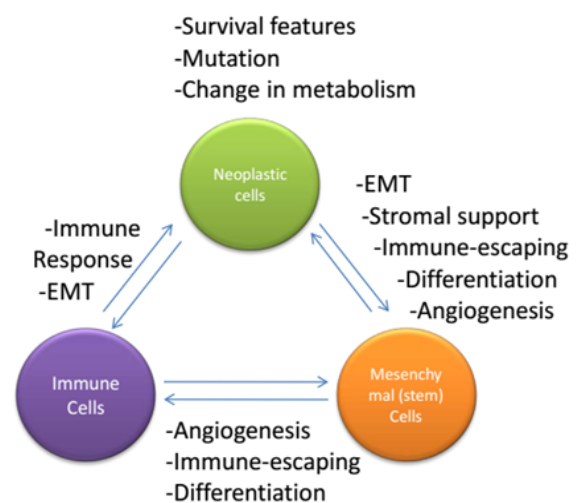 -Survival features
-Mutation
-Change in metabolism
Neoplastic
cells
-EMT
-Stromal support
-Immune-escaping
-Differentiation
-Angiogenesis
-Immune
Response
-EMT
Immune
Cells
Mesenchy
mal (stem)
Cells
-Angiogenesis
-Immune-escaping
-Differentiation